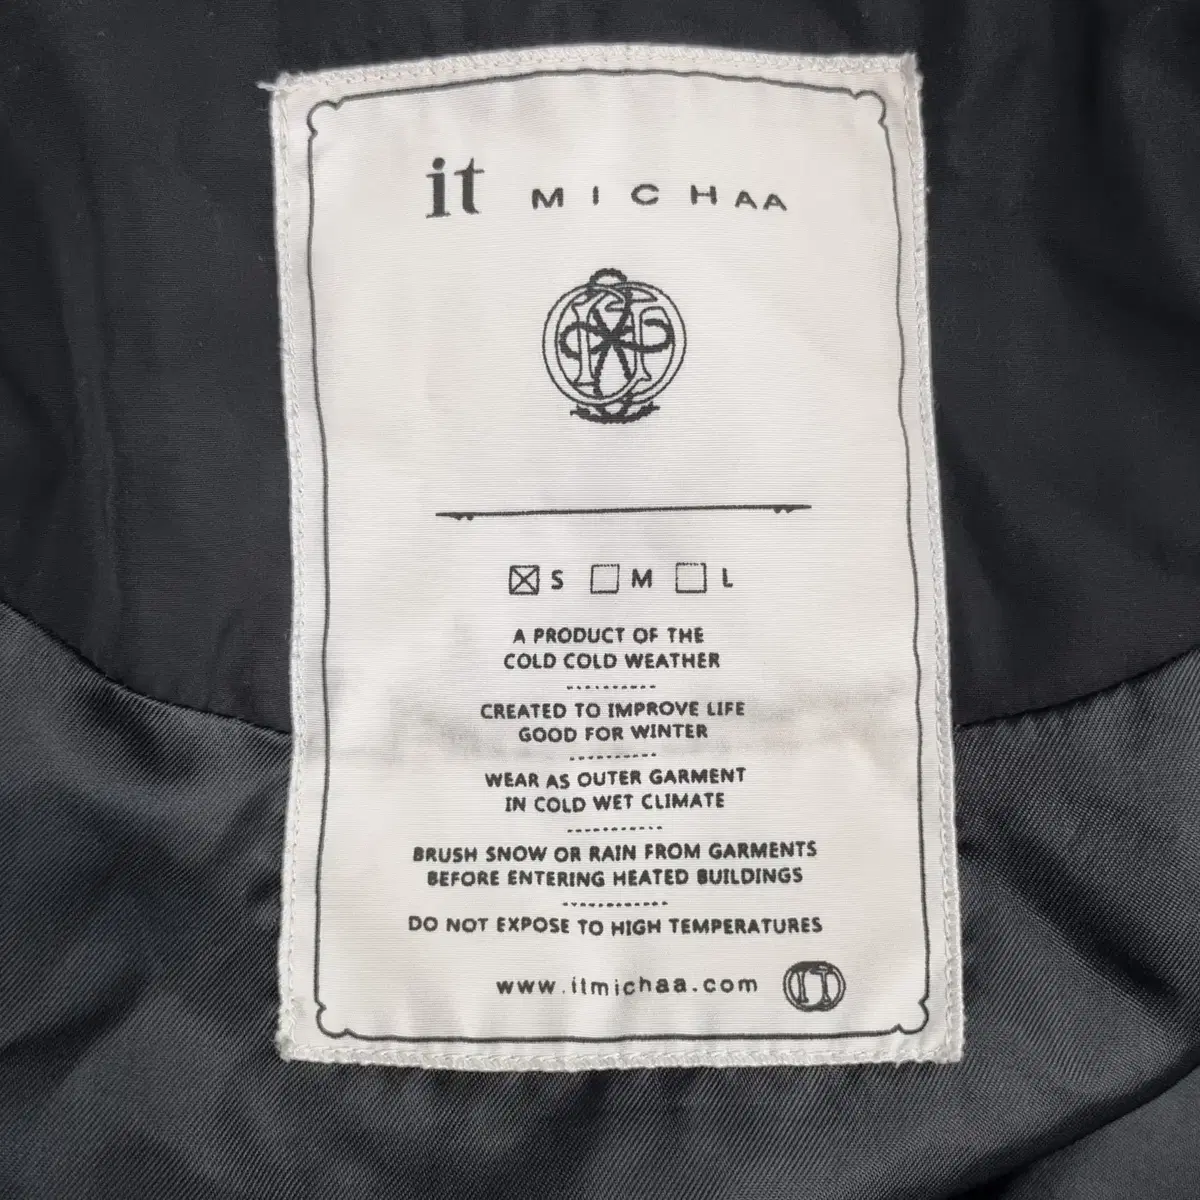 it MICHAA
S M L
A PRODUCT OF THE
COLD COLD WEATHER
CREATED TO IMPROVE LIFE
GOOD FOR WINTER
WEAR AS OUTER GARMENT
IN COLD WET CLIMATE
BRUSH SNOW OR RAIN FROM GARMENTS
BEFORE ENTERING HEATED BUILDINGS
DO NOT EXPOSE TO HIGH TEMPERATURES
www.itmichaa.com IT